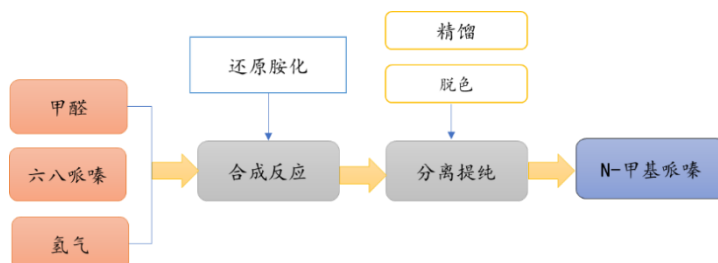 精馏
还原胺化
脱色
甲醛
六八哌嗪
合成反应
分离提纯
N-甲基哌嗪
氢气